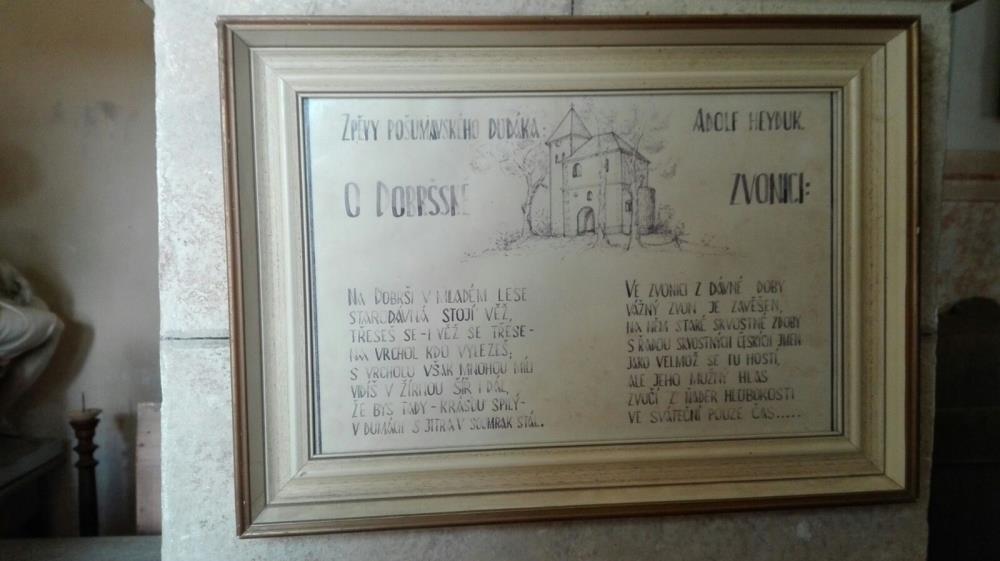 Zpěvy pošumavského dudáka:
Adolf Heyduk.
O Dobršské
zvonici:
Na Dobrši v mladém lese
starodávná stojí věž,
třeseš se - i věž se třese -
na vrchol kdo vylezeš;
s vrcholu však mnohou míli
vidíš v žírnou šíř i dál,
že bys tady - krásou spilý -
v dumách s jitra v soumrak stál.
Ve zvonici z dávné doby
vážný zvon je zavěšen,
na něm staré skvostné zdoby
s řadou skvostných českých jmen
jako velmož se tu hostí,
ale jeho mužný hlas
zvučí z ňader hlubokosti
ve sváteční pouze čas.....